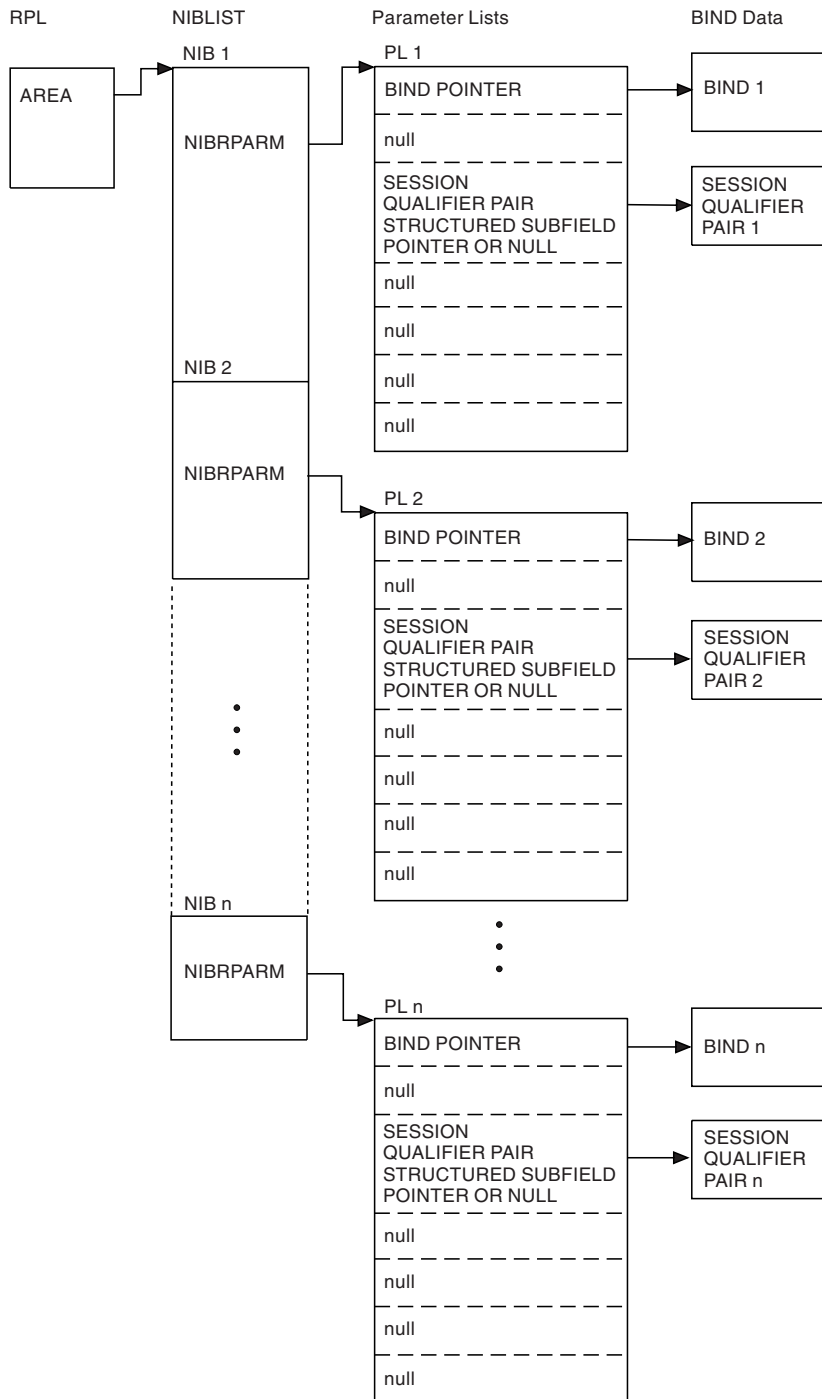 RPL
NIBLIST
Parameter Lists
BIND Data
NIB 1
PL 1
AREA
NIBRPARM
BIND POINTER
null
SESSION
QUALIFIER PAIR
STRUCTURED SUBFIELD
POINTER OR NULL
null
null
null
null
BIND 1
SESSION
QUALIFIER
PAIR 1
NIB 2
NIBRPARM
PL 2
BIND POINTER
null
SESSION
QUALIFIER PAIR
STRUCTURED SUBFIELD
POINTER OR NULL
null
null
null
null
BIND 2
SESSION
QUALIFIER
PAIR 2
NIB n
NIBRPARM
PL n
BIND POINTER
null
SESSION
QUALIFIER PAIR
STRUCTURED SUBFIELD
POINTER OR NULL
null
null
null
null
BIND n
SESSION
QUALIFIER
PAIR n